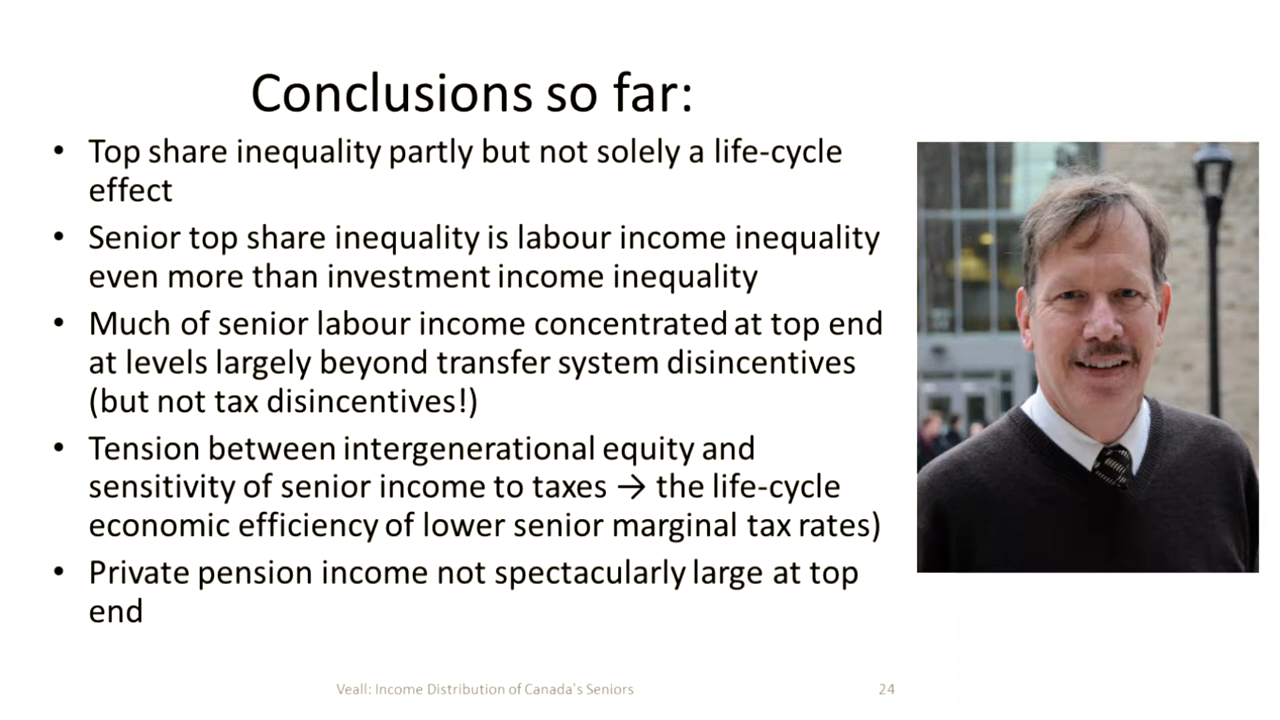 Conclusions so far:
• Top share inequality partly but not solely a life-cycle
effect
• Senior top share inequality is labour income inequality
even more than investment income inequality
• Much of senior labour income concentrated at top end
at levels largely beyond transfer system disincentives
(but not tax disincentives!)
• Tension between intergenerational equity and
sensitivity of senior income to taxes → the life-cycle
economic efficiency of lower senior marginal tax rates)
• Private pension income not spectacularly large at top
end
Veall: Income Distribution of Canada's Seniors
24